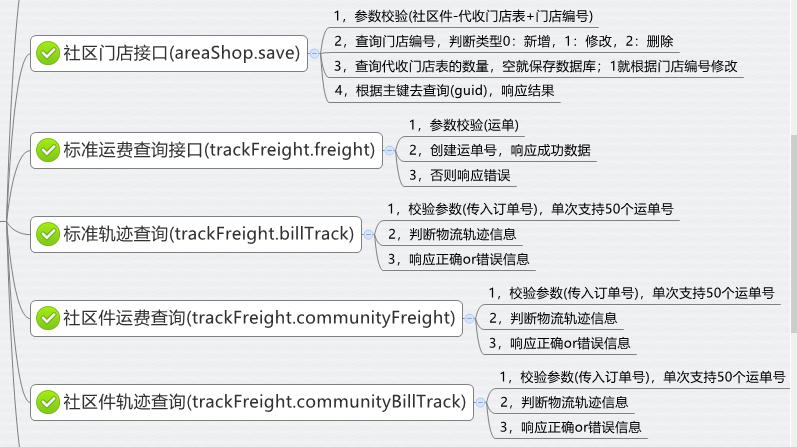 社区门店接口(areaShop.save)
1，参数校验(社区件-代收门店表+门店编号)
2，查询门店编号，判断类型0：新增，1：修改，2：删除
3，查询代收门店表的数量，空就保存数据库；1就根据门店编号修改
4，根据主键去查询(guid)，响应结果
标准运费查询接口(trackFreight.freight)
1，参数校验(运单)
2，创建运单号，响应成功数据
3，否则响应错误
标准轨迹查询(trackFreight.billTrack)
1，校验参数(传入订单号)，单次支持50个运单号
2，判断物流轨迹信息
3，响应正确or错误信息
社区件运费查询(trackFreight.communityFreight)
1，校验参数(传入订单号)，单次支持50个运单号
2，判断物流轨迹信息
3，响应正确or错误信息
社区件轨迹查询(trackFreight.communityBillTrack)
1，校验参数(传入订单号)，单次支持50个运单号
2，判断物流轨迹信息
3，响应正确or错误信息